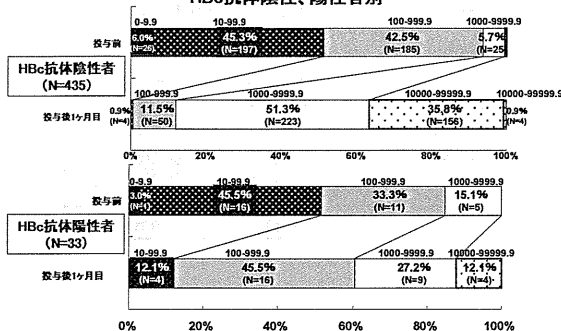 HBc抗体陰性、陽性者別
0-9.9 10-99.9 100-999.9 1000-9999.9
投与前 6.0% 45.3% 42.5% 5.7%
(N=26) (N=197) (N=185) (N=25
HBc抗体陰性者
(N=435)
100-999.9 1000-9999.9 10000-99999.9 10000-99999.9
投与後1ヶ月目 0.9% 11.5% 51.3% 35.8% 0.9%
(N=4) (N=50) (N=223) (N=156) (N=4)
0% 20% 40% 60% 80% 100%
0-9.9 10-99.9 100-999.9 1000-9999.9
投与前 3.0% 45.5% 33.3% 15.1%
(N=1) (N=16) (N=11) (N=5)
HBc抗体陽性者
(N=33)
10-99.9 100-999.9 1000-9999.9 10000-99999.9
投与後1ヶ月目 12.1% 45.5% 27.2% 12.1%
(N=4) (N=16) (N=9) (N=4)
0% 20% 40% 60% 80% 100%